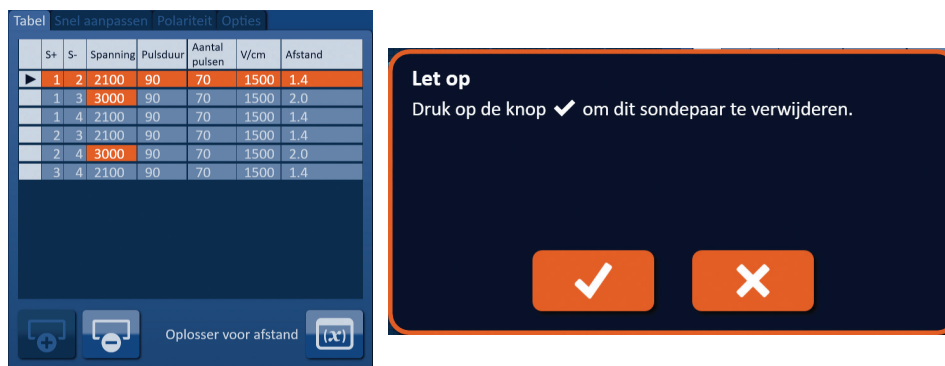 Tabel Snel aanpassen Polariteit Opties
S+ S- Spanning Pulsduur Aantal pulsen V/cm Afstand
1 2 2100 90 70 1500 1.4
1 3 3000 90 70 1500 2.0
1 4 2100 90 70 1500 1.4
2 3 2100 90 70 1500 1.4
2 4 3000 90 70 1500 2.0
3 4 2100 90 70 1500 1.4
Oplosser voor afstand (x)
Let op
Druk op de knop ✔ om dit sondepaar te verwijderen.